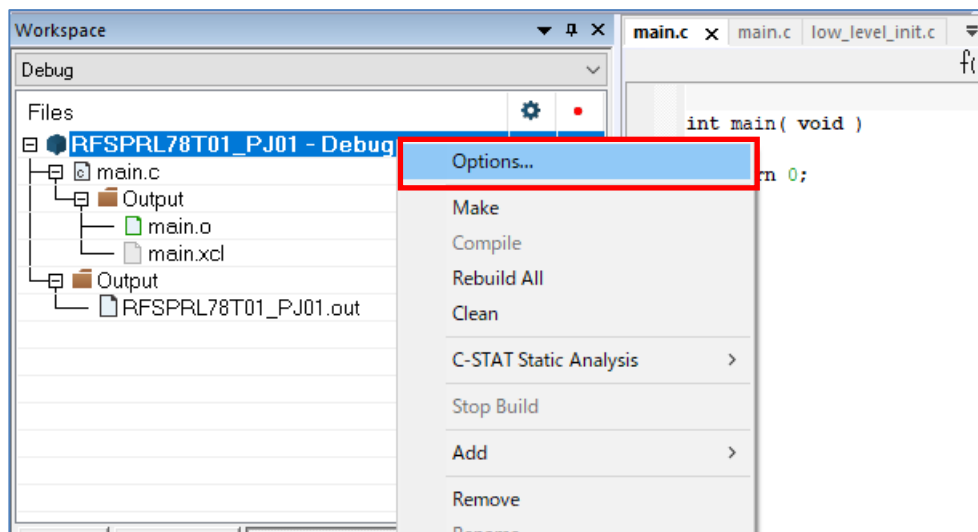 Workspace
Debug
Files
RFSPRL78T01_PJ01 - Debug
main.c
Output
main.o
main.xcl
Output
RFSPRL78T01_PJ01.out
Options...
Make
Compile
Rebuild All
Clean
C-STAT Static Analysis
Stop Build
Add
Remove
main.c
main.c
low_level_init.c
int main( void )
rn 0;